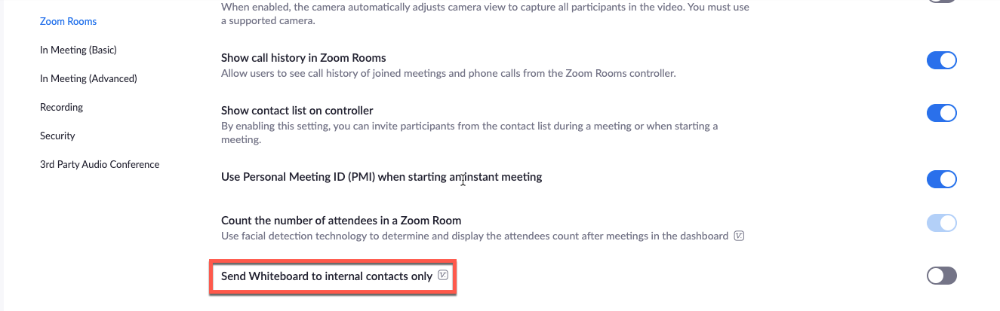 When enabled, the camera automatically adjusts camera view to capture all participants in the video. You must use
a supported camera.
Zoom Rooms
In Meeting (Basic)
In Meeting (Advanced)
Recording
Security
3rd Party Audio Conference
Show call history in Zoom Rooms
Allow users to see call history of joined meetings and phone calls from the Zoom Rooms controller.
Show contact list on controller
By enabling this setting, you can invite participants from the contact list during a meeting or when starting a
meeting.
Use Personal Meeting ID (PMI) when starting an instant meeting
Count the number of attendees in a Zoom Room
Use facial detection technology to determine and display the attendees count after meetings in the dashboard
Send Whiteboard to internal contacts only